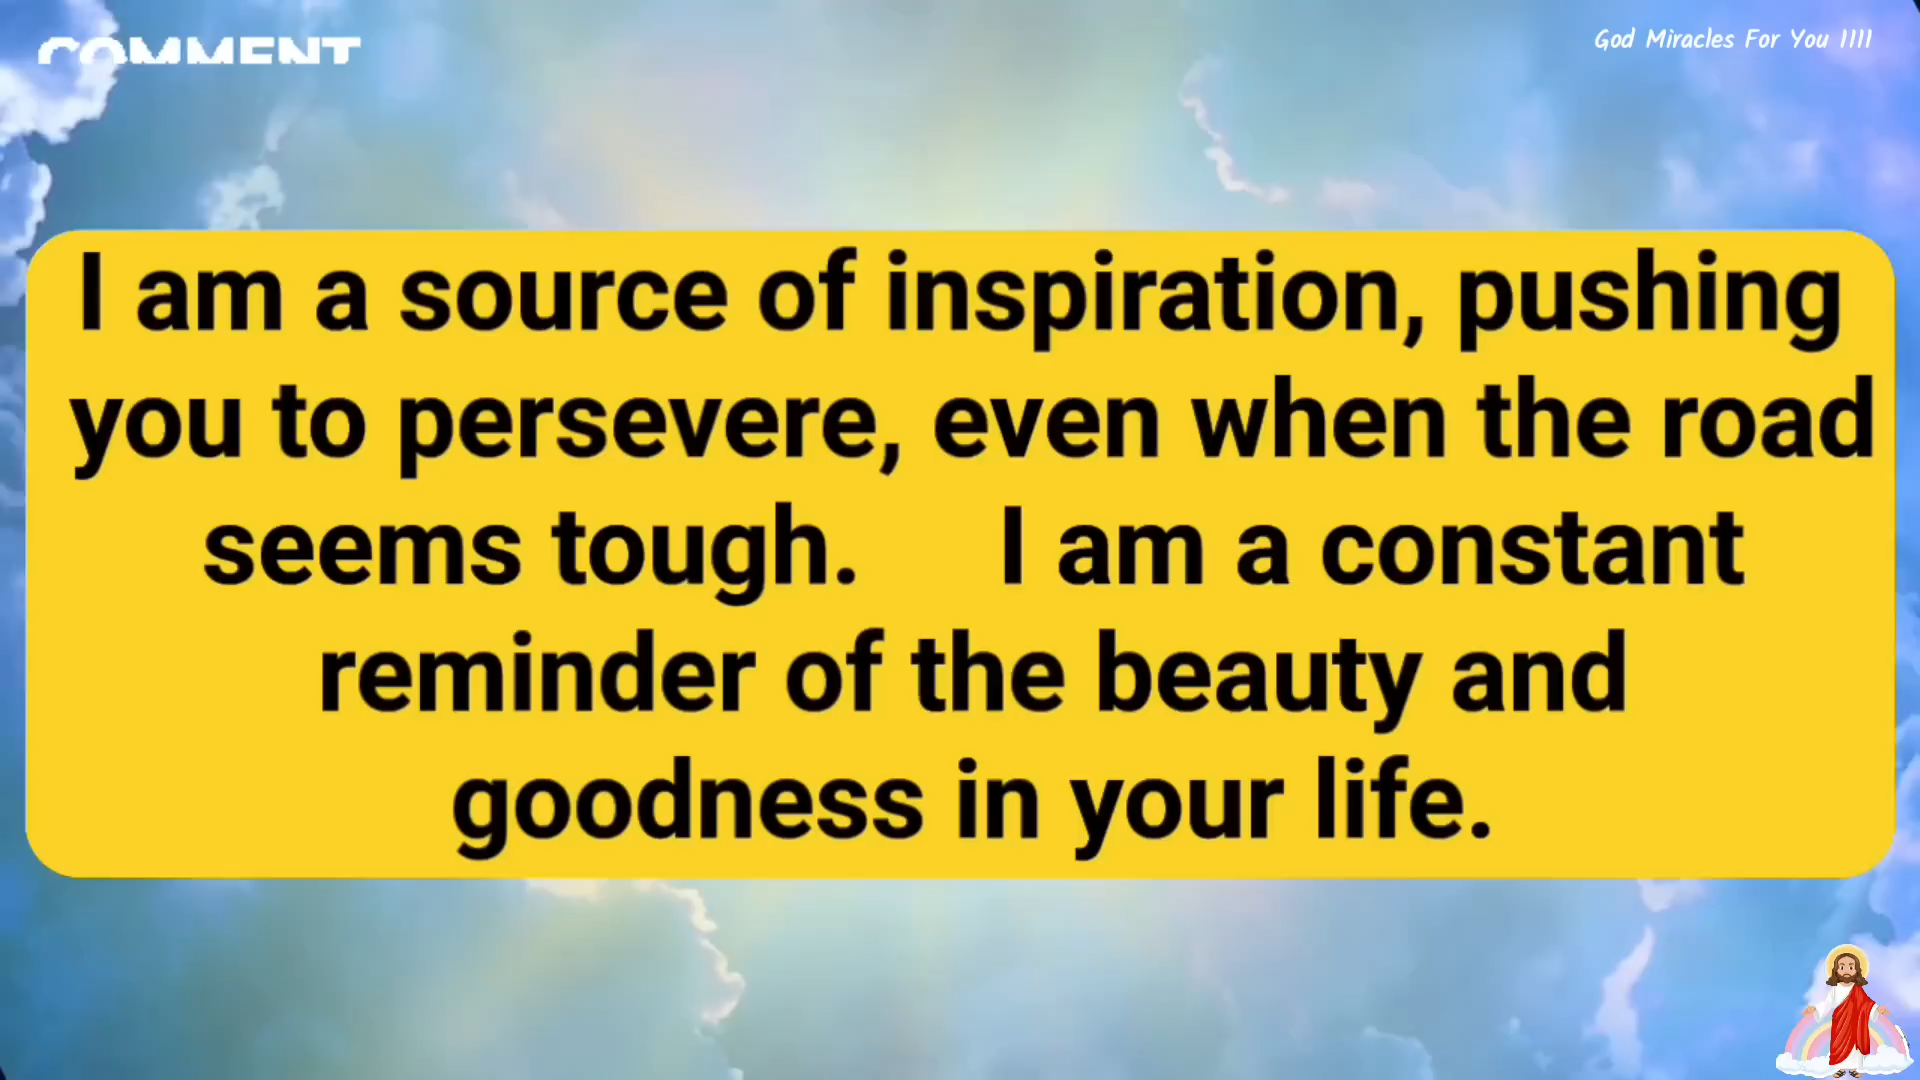 COMMENT
God Miracles For You 1111
I am a source of inspiration, pushing
you to persevere, even when the road
seems tough. I am a constant
reminder of the beauty and
goodness in your life.